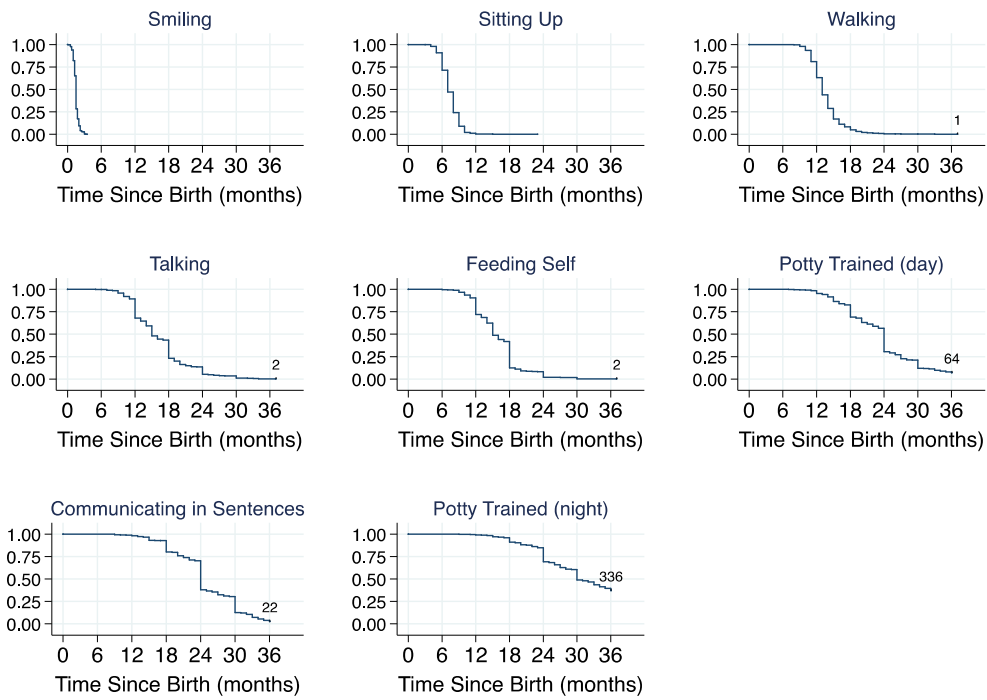 Smiling
1.00
0.75
0.50
0.25
0.00
0 6 12 18 24 30 36
Time Since Birth (months)
Sitting Up
1.00
0.75
0.50
0.25
0.00
0 6 12 18 24 30 36
Time Since Birth (months)
Walking
1.00
0.75
0.50
0.25
0.00
1
0 6 12 18 24 30 36
Time Since Birth (months)
Talking
1.00
0.75
0.50
0.25
0.00
2
0 6 12 18 24 30 36
Time Since Birth (months)
Feeding Self
1.00
0.75
0.50
0.25
0.00
2
0 6 12 18 24 30 36
Time Since Birth (months)
Potty Trained (day)
1.00
0.75
0.50
0.25
0.00
64
0 6 12 18 24 30 36
Time Since Birth (months)
Communicating in Sentences
1.00
0.75
0.50
0.25
0.00
22
0 6 12 18 24 30 36
Time Since Birth (months)
Potty Trained (night)
1.00
0.75
0.50
0.25
0.00
336
0 6 12 18 24 30 36
Time Since Birth (months)